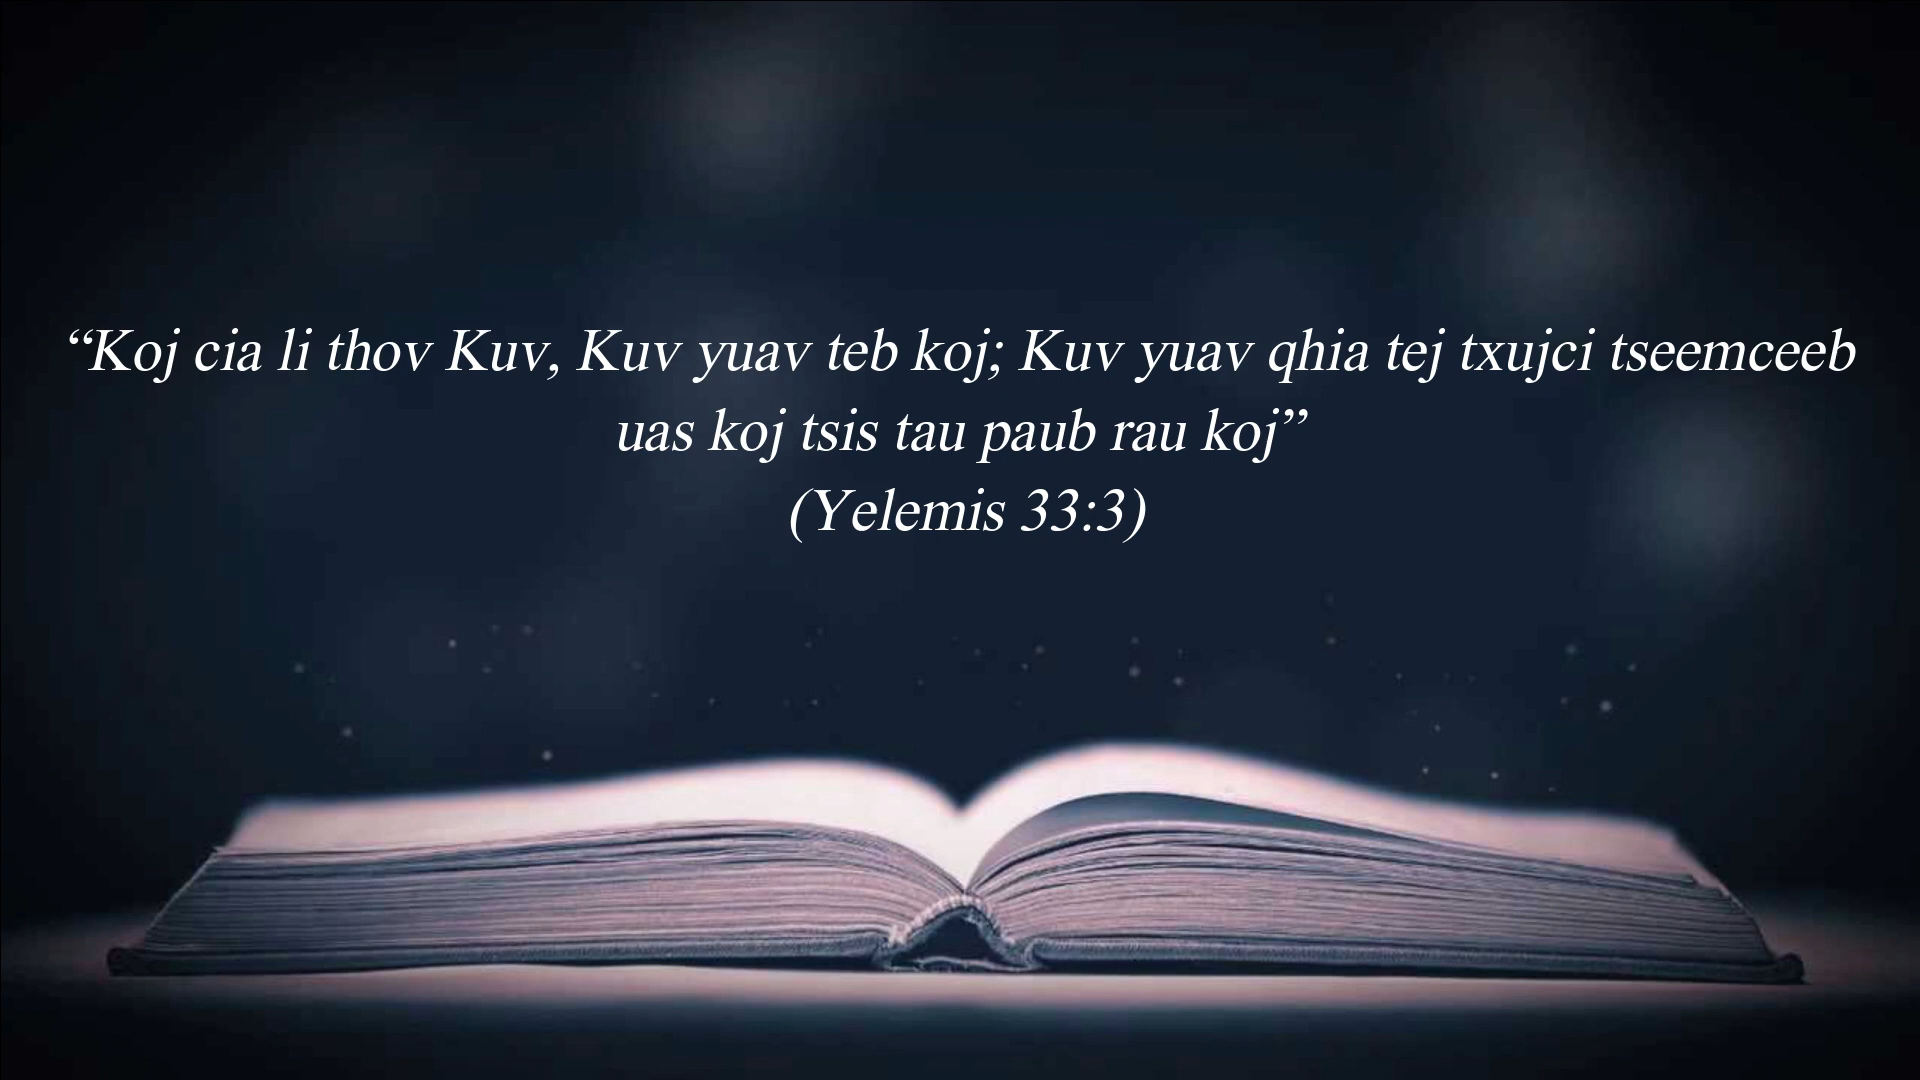 “Koj cia li thov Kuv, Kuv yuav teb koj; Kuv yuav qhia tej txujci tseemceeb
uas koj tsis tau paub rau koj”
(Yelemis 33:3)